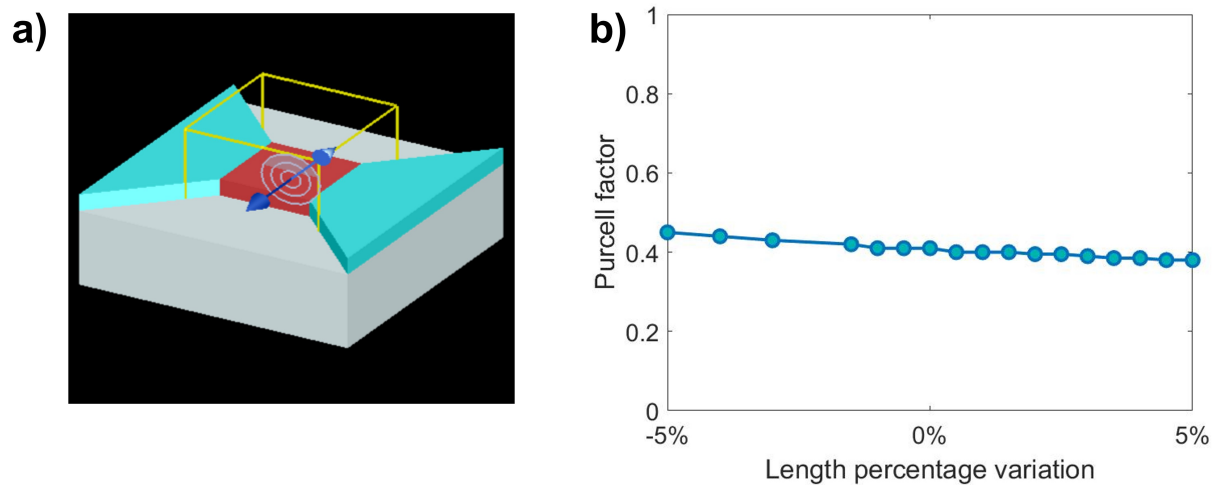 a)
b)
1
0.8
0.6
0.4
0.2
0
Purcell factor
-5% 0% 5%
Length percentage variation